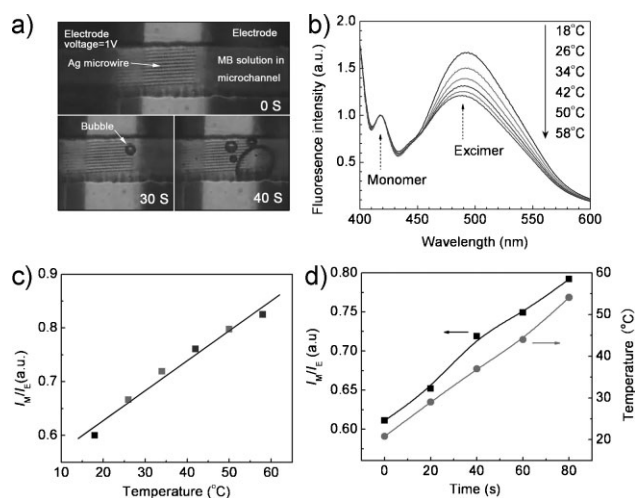 a)
Electrode
voltage=1V
Electrode
Ag microwire
MB solution in
microchannel
0 S
Bubble
30 S
40 S
b)
Fluoresence intensity (a.u.)
2.0
1.5
1.0
0.5
18°C
26°C
34°C
42°C
50°C
58°C
Excimer
Monomer
400 450 500 550 600
Wavelength (nm)
c)
I_M/I_E(a.u.)
0.9
0.8
0.7
0.6
10 20 30 40 50 60
Temperature (°C)
d)
I_M/I_E(a.u)
0.80
0.75
0.70
0.65
0.60
60
50
40
30
20
Temperature (°C)
0 20 40 60 80
Time (s)